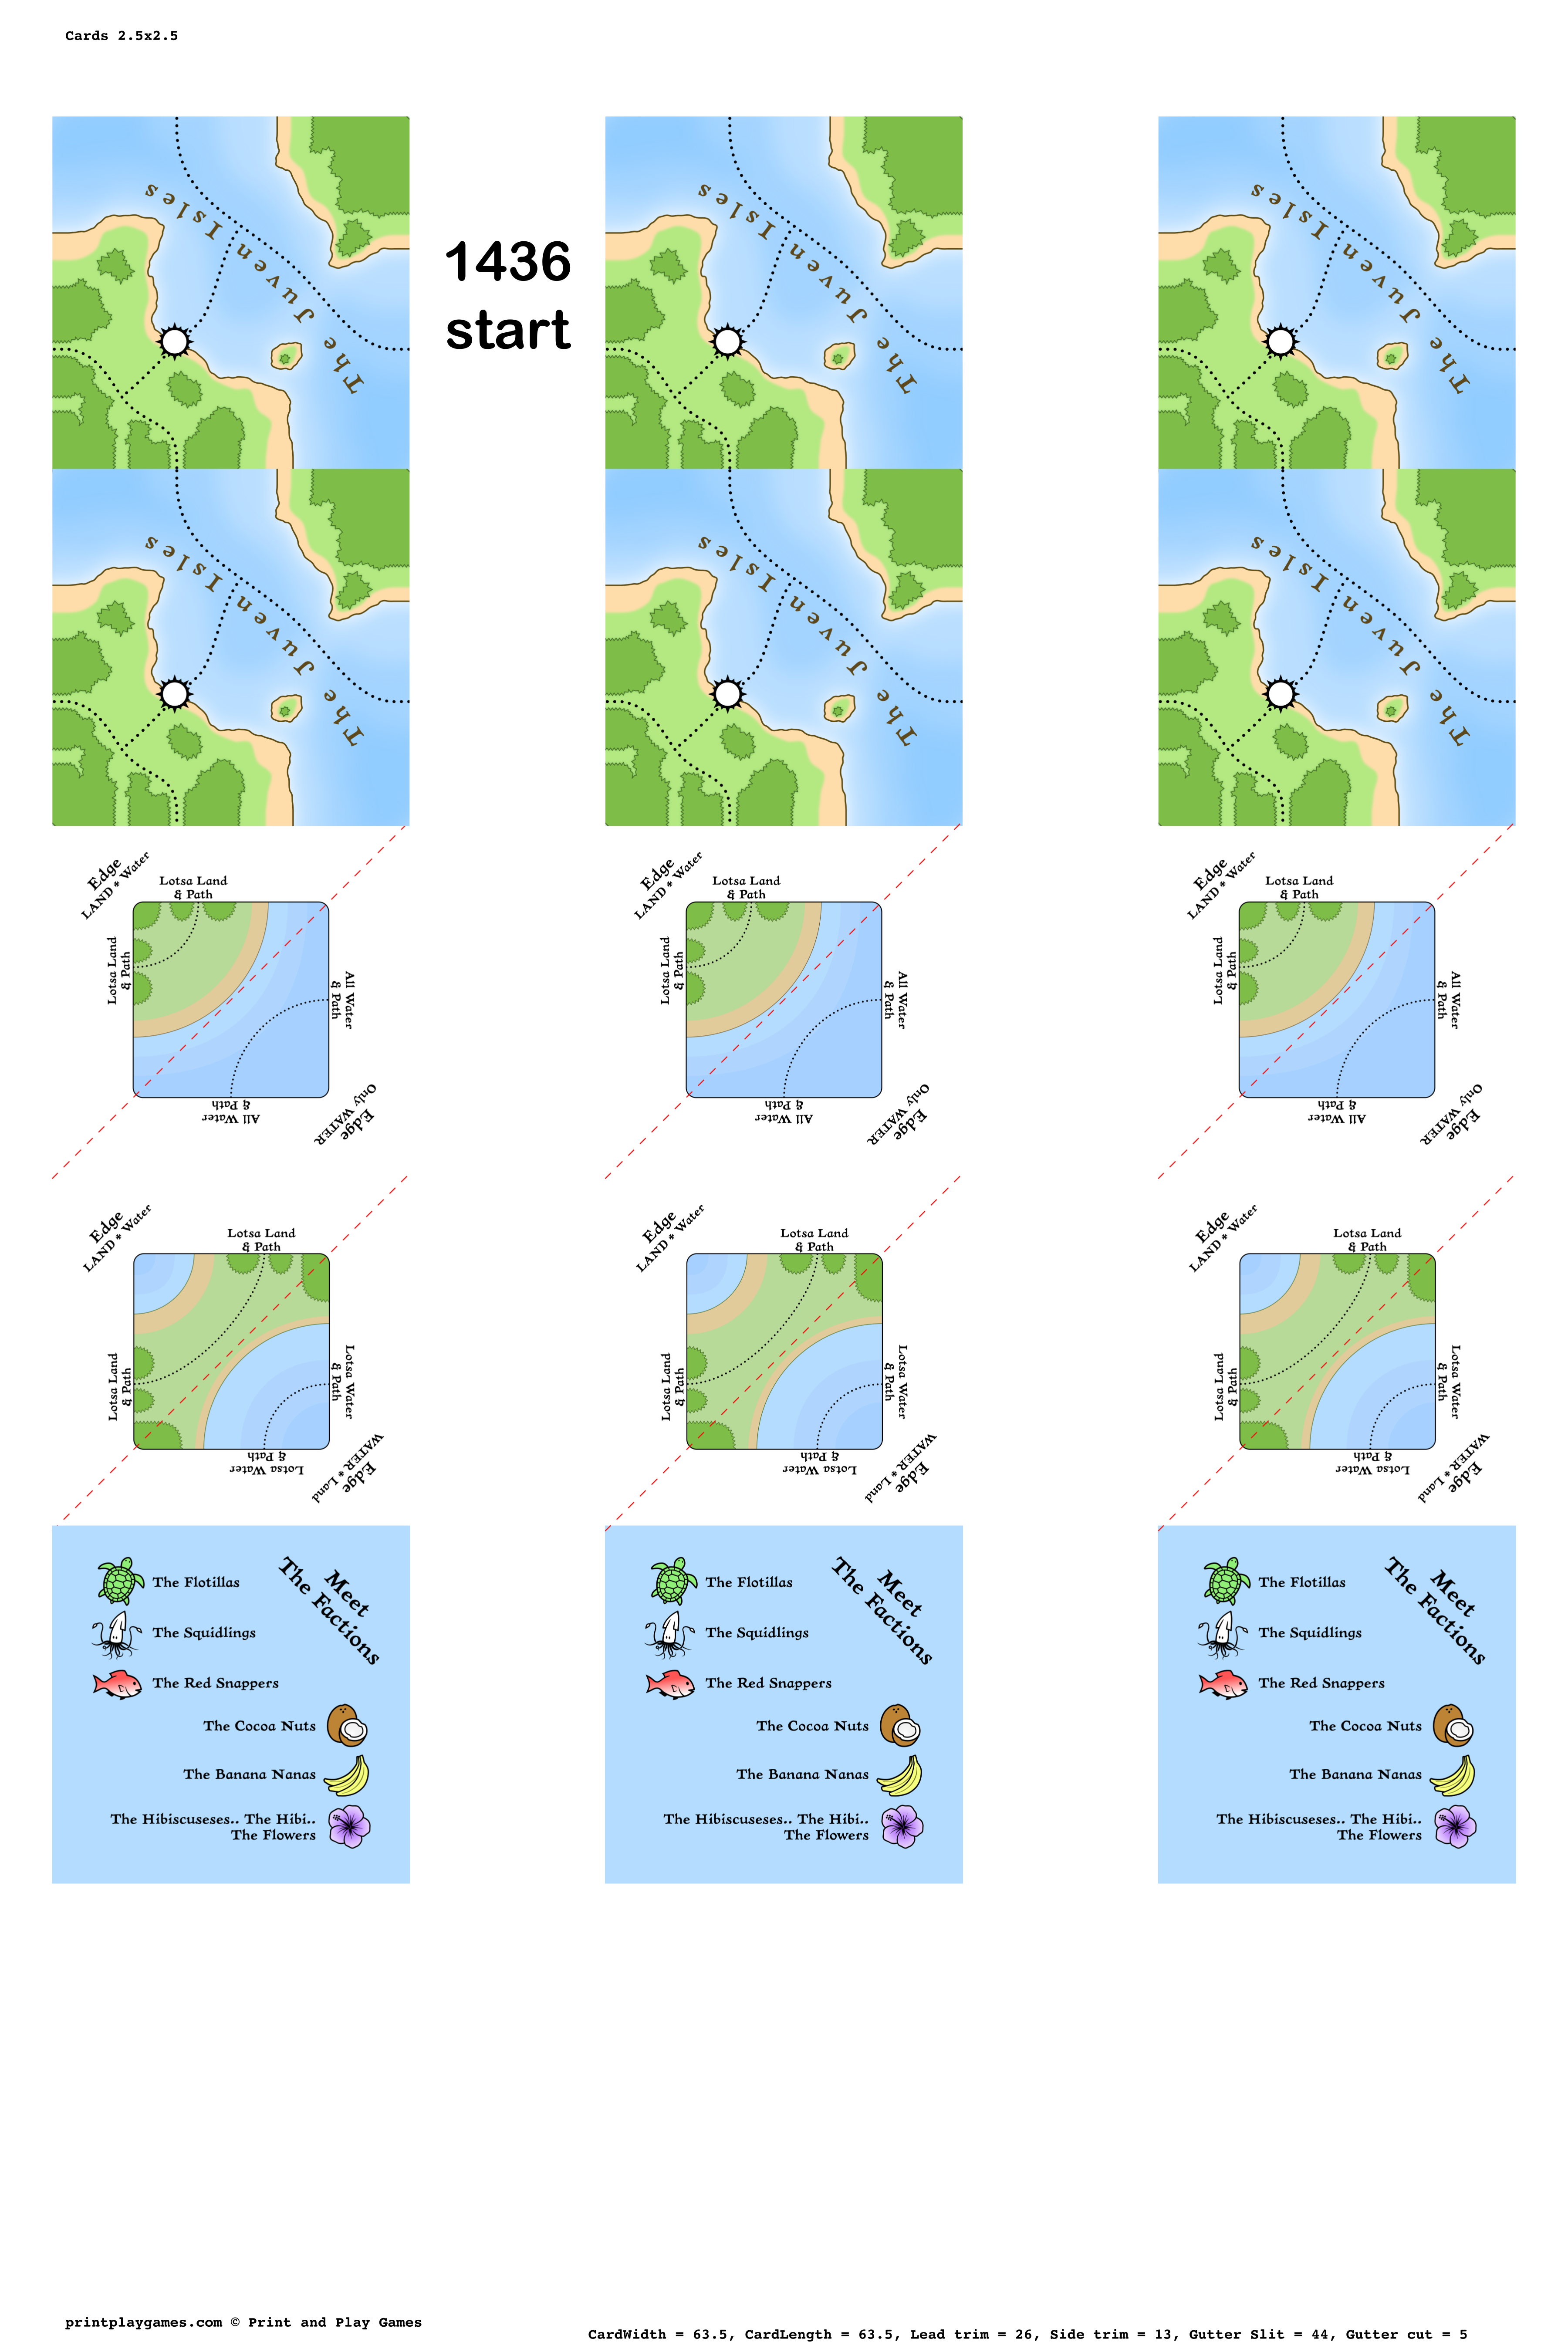 Cards 2.5x2.5
The Juven Isles
The Juven Isles
The Juven Isles
1436
start
The Juven Isles
The Juven Isles
The Juven Isles
Edge
LAND * Water
Lotsa Land
& Path
Lotsa Land
& Path
All Water
& Path
All Water
& Path
Edge
Only WATER
Edge
LAND * Water
Lotsa Land
& Path
Lotsa Land
& Path
All Water
& Path
All Water
& Path
Edge
Only WATER
Edge
LAND * Water
Lotsa Land
& Path
Lotsa Land
& Path
All Water
& Path
All Water
& Path
Edge
Only WATER
Edge
LAND * Water
Lotsa Land
& Path
Lotsa Land
& Path
Lotsa Water
& Path
Lotsa Water
& Path
Edge
WATER * Land
Edge
LAND * Water
Lotsa Land
& Path
Lotsa Land
& Path
Lotsa Water
& Path
Lotsa Water
& Path
Edge
WATER * Land
Edge
LAND * Water
Lotsa Land
& Path
Lotsa Land
& Path
Lotsa Water
& Path
Lotsa Water
& Path
Edge
WATER * Land
Meet
The Factions
The Flotillas
The Squidlings
The Red Snappers
The Cocoa Nuts
The Banana Nanas
The Hibiscuseses.. The Hibi..
The Flowers
Meet
The Factions
The Flotillas
The Squidlings
The Red Snappers
The Cocoa Nuts
The Banana Nanas
The Hibiscuseses.. The Hibi..
The Flowers
Meet
The Factions
The Flotillas
The Squidlings
The Red Snappers
The Cocoa Nuts
The Banana Nanas
The Hibiscuseses.. The Hibi..
The Flowers
printplaygames.com © Print and Play Games
CardWidth = 63.5, CardLength = 63.5, Lead trim = 26, Side trim = 13, Gutter Slit = 44, Gutter cut = 5